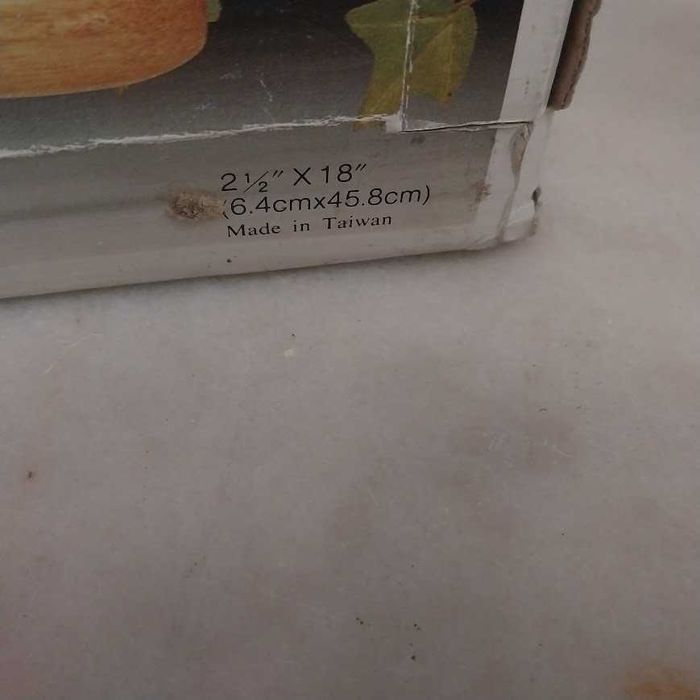 2½" X 18"
(6.4cmx45.8cm)
Made in Taiwan